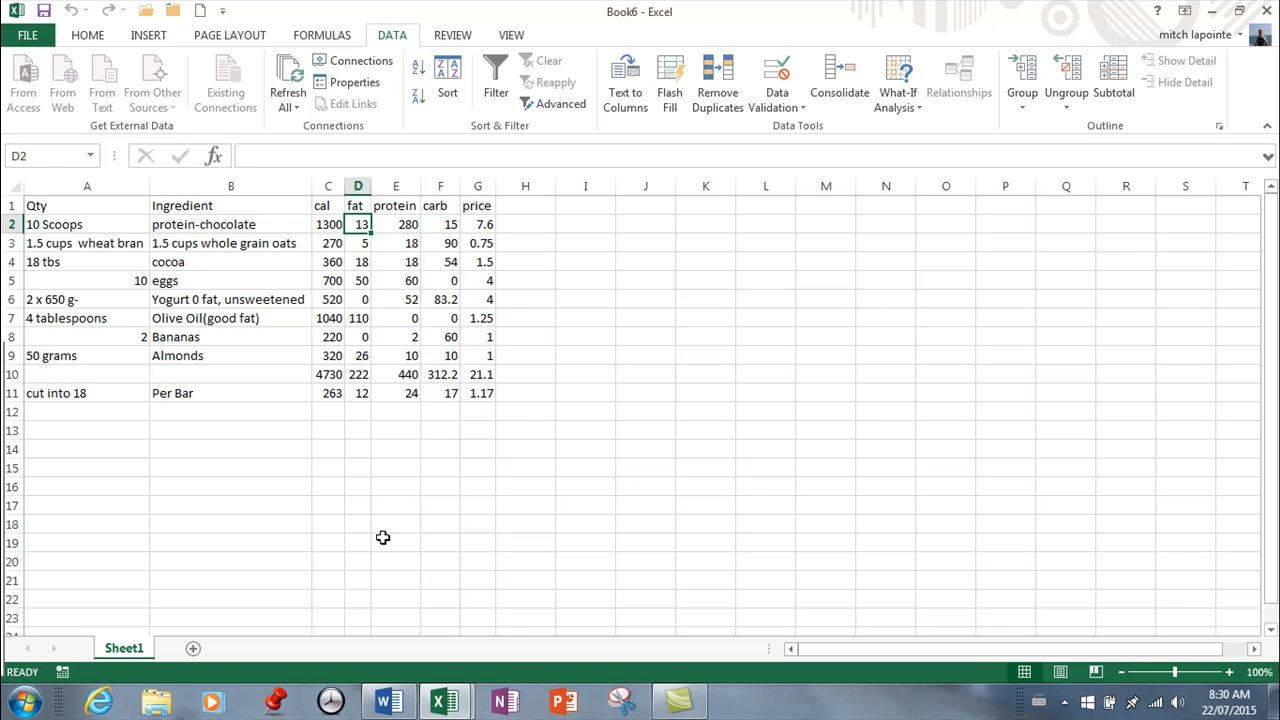 Book6 - Excel
?
FILE HOME INSERT PAGE LAYOUT FORMULAS DATA REVIEW VIEW mitch lapointe
From Access From Web From Text From Other Sources Existing Connections Refresh All Connections Properties Edit Links Sort Filter Clear Reapply Advanced Text to Columns Flash Fill Remove Duplicates Data Validation Consolidate What-If Analysis Relationships Group Ungroup Subtotal Show Detail Hide Detail
Get External Data Connections Sort & Filter Data Tools Outline
D2 fx
A B C D E F G H I J K L M N O P Q R S T
1 Qty Ingredient cal fat protein carb price
2 10 Scoops protein-chocolate 1300 13 280 15 7.6
3 1.5 cups  wheat bran 1.5 cups whole grain oats 270 5 18 90 0.75
4 18 tbs cocoa 360 18 18 54 1.5
5 10 eggs 700 50 60 0 4
6 2 x 650 g- Yogurt 0 fat, unsweetened 520 0 52 83.2 4
7 4 tablespoons Olive Oil(good fat) 1040 110 0 0 1.25
8 2 Bananas 220 0 2 60 1
9 50 grams Almonds 320 26 10 10 1
10 4730 222 440 312.2 21.1
11 cut into 18 Per Bar 263 12 24 17 1.17
12
13
14
15
16
17
18
19
20
21
22
23
Sheet1
READY 100%
8:30 AM
22/07/2015